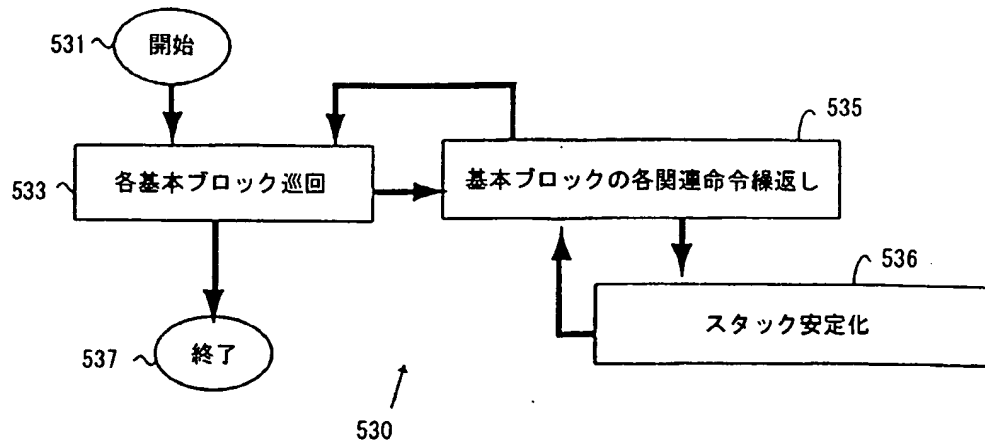 531
開始
535
533
各基本ブロック巡回
基本ブロックの各関連命令繰返し
536
スタック安定化
537
終了
530